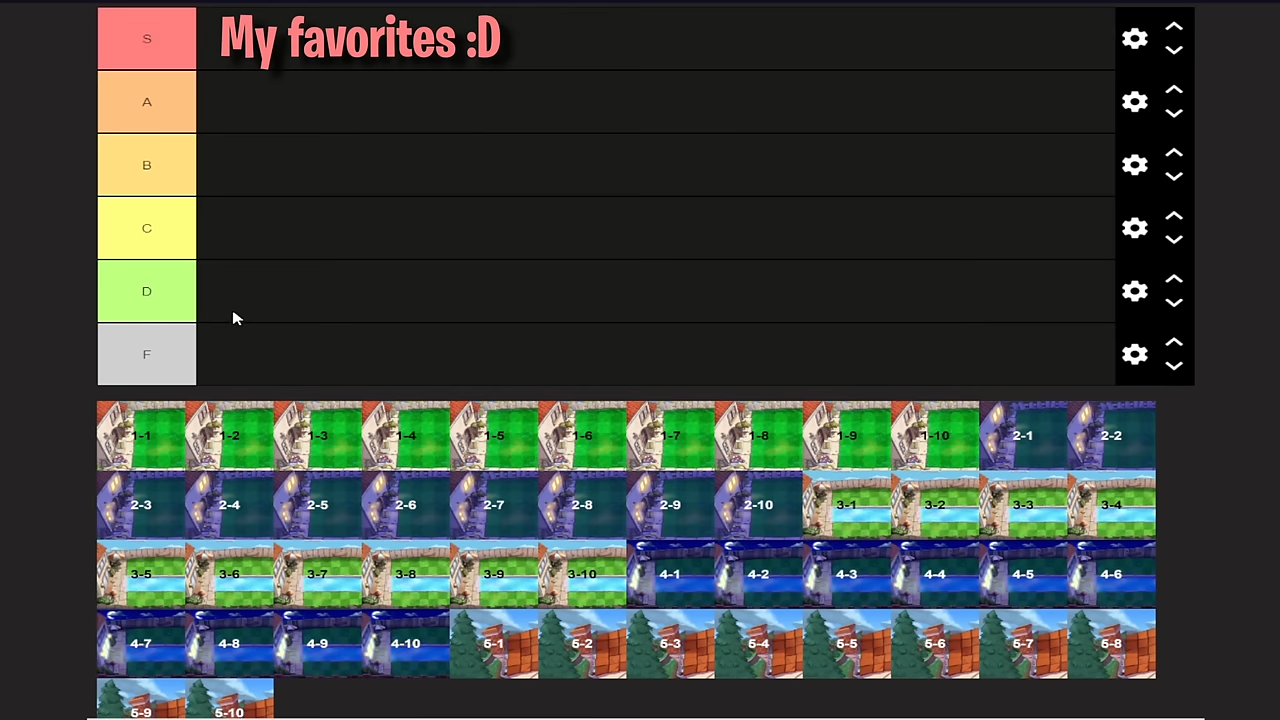 S
My favorites :D
A
B
C
D
F
1-1 1-2 1-3 1-4 1-5 1-6 1-7 1-8 1-9 1-10 2-1 2-2
2-3 2-4 2-5 2-6 2-7 2-8 2-9 2-10 3-1 3-2 3-3 3-4
3-5 3-6 3-7 3-8 3-9 3-10 4-1 4-2 4-3 4-4 4-5 4-6
4-7 4-8 4-9 4-10 5-1 5-2 5-3 5-4 5-5 5-6 5-7 5-8
5-9 5-10